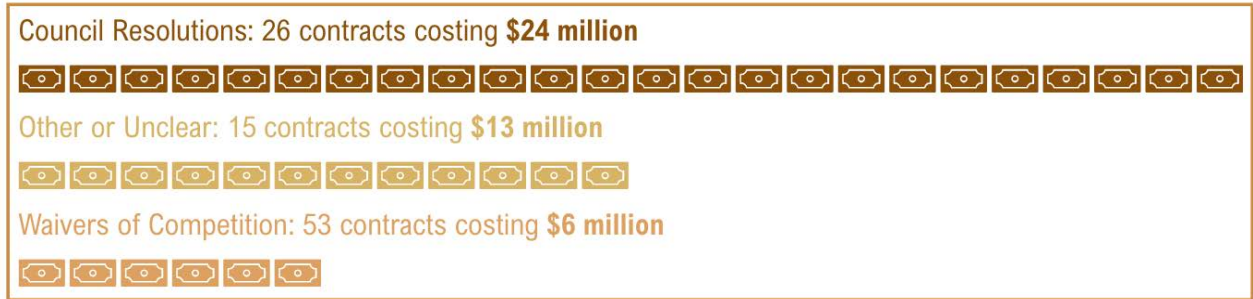 Council Resolutions: 26 contracts costing $24 million
Other or Unclear: 15 contracts costing $13 million
Waivers of Competition: 53 contracts costing $6 million